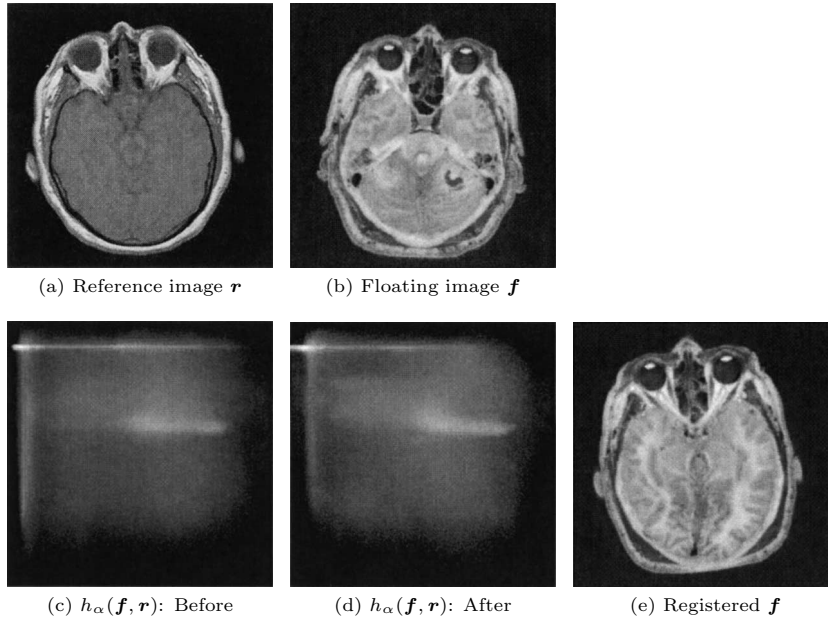 (a) Reference image r
(b) Floating image f
(c) hα(f, r): Before
(d) hα(f, r): After
(e) Registered f